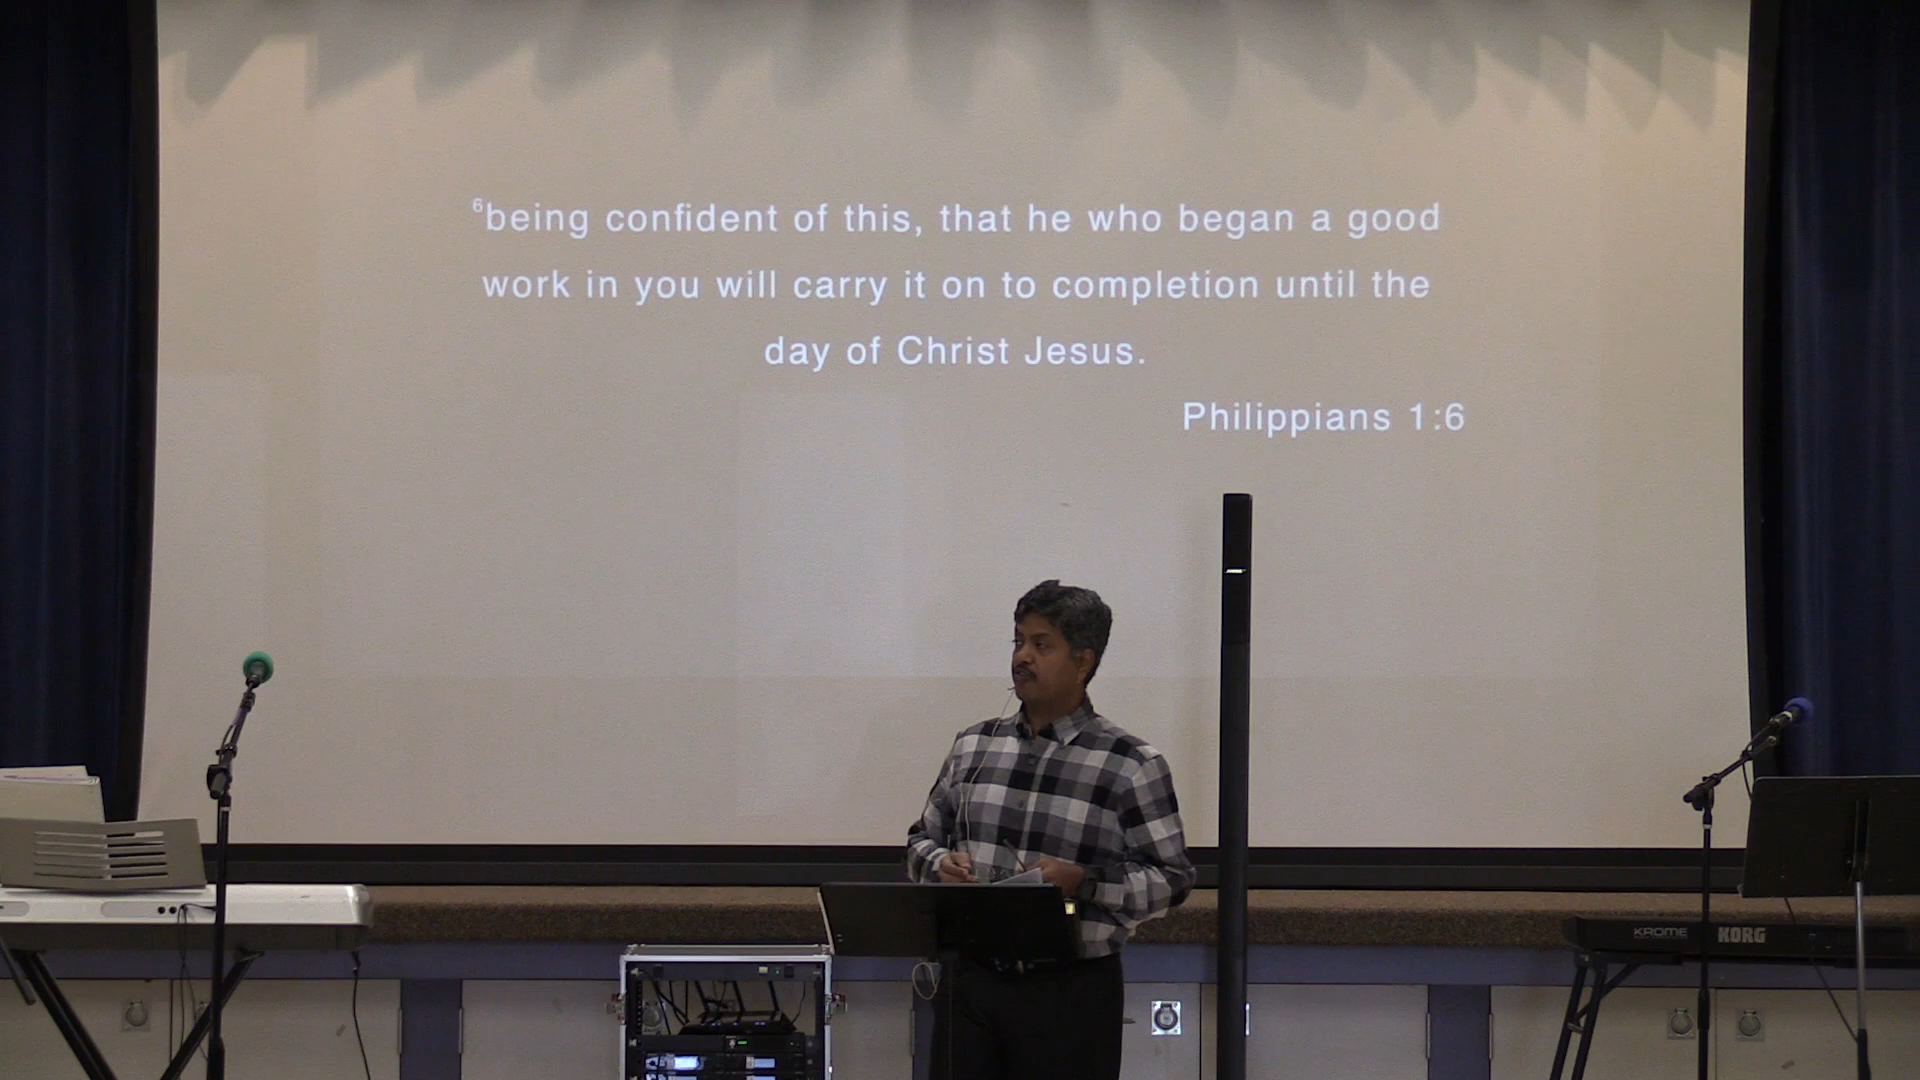 ⁶being confident of this, that he who began a good
work in you will carry it on to completion until the
day of Christ Jesus.
Philippians 1:6
KROME
KORG